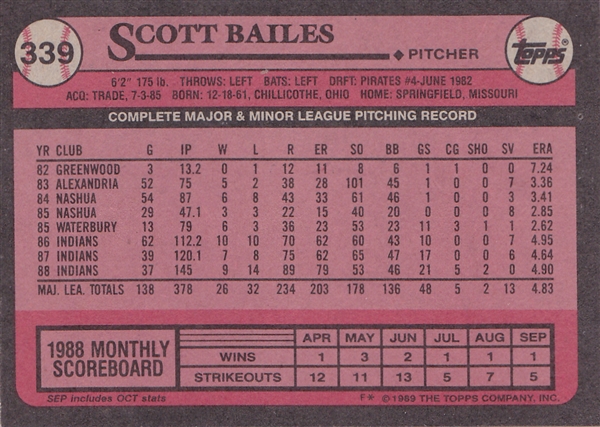 339
SCOTT BAILES
PITCHER
TOPPS®
6'2" 175 lb. THROWS: LEFT BATS: LEFT DRFT: PIRATES #4-JUNE 1982
ACQ: TRADE, 7-3-85 BORN: 12-18-61, CHILLICOTHE, OHIO HOME: SPRINGFIELD, MISSOURI
COMPLETE MAJOR & MINOR LEAGUE PITCHING RECORD
YR CLUB G IP W L R ER SO BB GS CG SHO SV ERA
82 GREENWOOD 3 13.2 0 1 12 11 8 6 1 1 0 0 7.24
83 ALEXANDRIA 52 75 5 2 38 28 101 45 1 0 0 7 3.36
84 NASHUA 54 87 6 8 43 33 61 46 1 0 0 3 3.41
85 NASHUA 29 47.1 3 3 22 15 40 20 0 0 0 8 2.85
85 WATERBURY 13 79 6 3 32 23 53 23 11 3 1 1 2.62
86 INDIANS 62 112.2 10 10 70 62 60 43 10 0 0 7 4.95
87 INDIANS 39 120.1 7 8 75 62 65 47 17 0 0 6 4.64
88 INDIANS 37 145 9 14 89 79 53 46 21 5 2 0 4.90
MAJ. LEA. TOTALS 138 378 26 32 234 203 178 136 48 5 2 13 4.83
1988 MONTHLY SCOREBOARD
APR MAY JUN JUL AUG SEP
WINS 1 3 2 1 1 1
STRIKEOUTS 12 11 13 5 7 5
SEP includes OCT stats
F* © 1989 THE TOPPS COMPANY, INC.